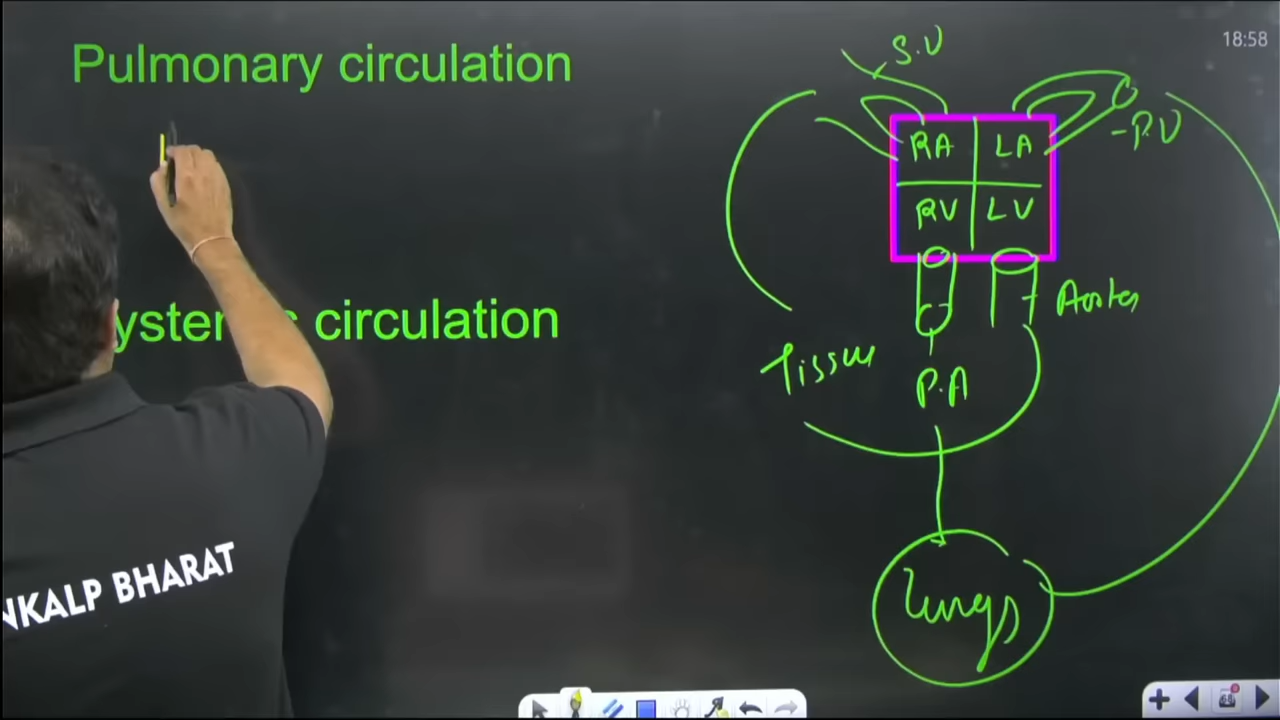 Pulmonary circulation
18:58
S.V
P.V
RA
LA
RV
LV
Aorta
circulation
Tissue
P.A
NKALP BHARAT
Lungs